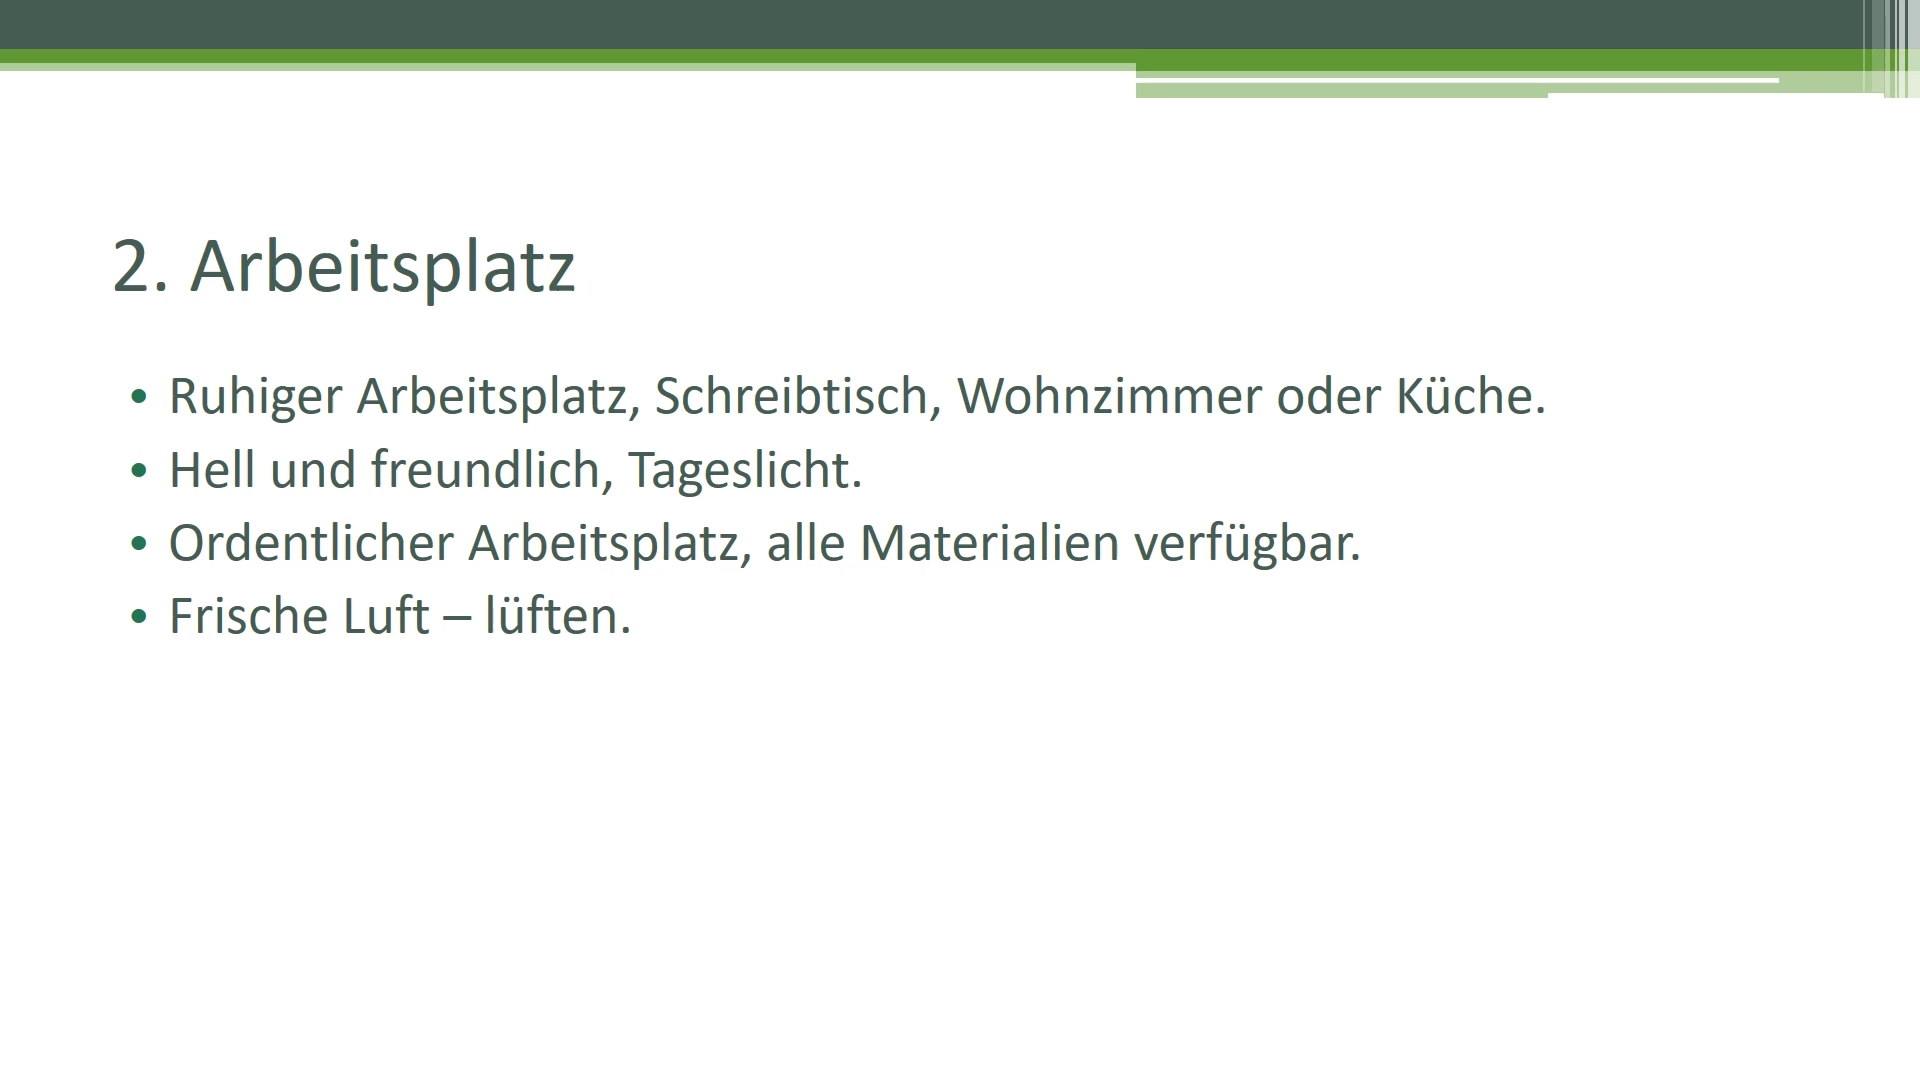 2. Arbeitsplatz
• Ruhiger Arbeitsplatz, Schreibtisch, Wohnzimmer oder Küche.
• Hell und freundlich, Tageslicht.
• Ordentlicher Arbeitsplatz, alle Materialien verfügbar.
• Frische Luft – lüften.